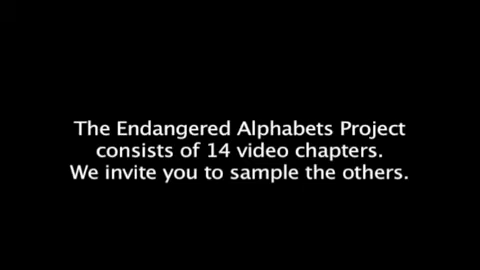 The Endangered Alphabets Project
consists of 14 video chapters.
We invite you to sample the others.